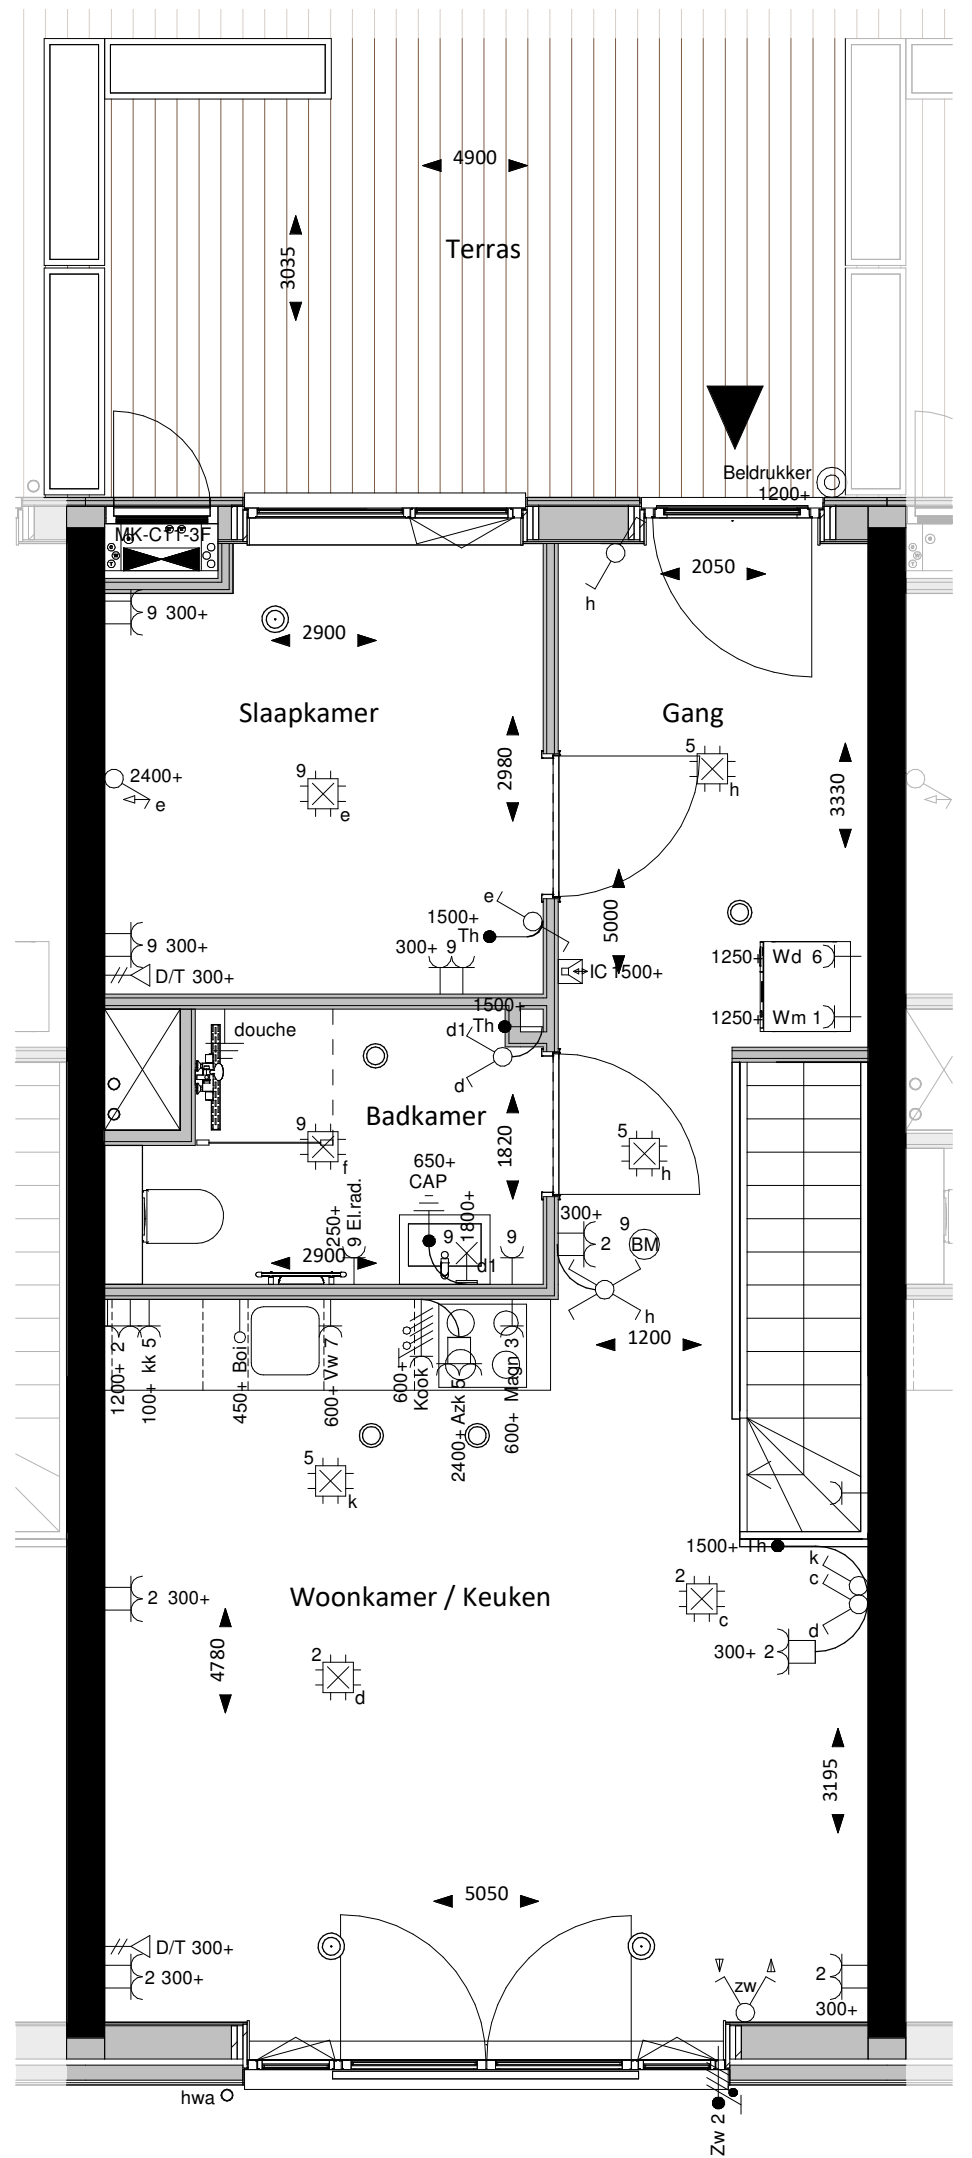 4900
3035
Terras
Beldrukker
1200+
MK-C11-3F
2050
h
9 300+
2900
Slaapkamer
Gang
2980
5
h
3330
2400+
e
9
e
5000
e
1500+
Th
9 300+
300+ 9
D/T 300+
IC 1500+
1250+ Wd 6
1250+ Wm 1
1500+
Th
d1
douche
d
Badkamer
9
f
1820
5
h
650+
CAP
1800+
250+
9 El.rad.
9
9
d1
2900
300+
2
9
BM
h
1200
1200+ 2
100+ kk 5
450+ Boi
600+ Vw 7
600+
Kook
2400+ Azk 5
600+ Magn 3
5
k
1500+ Th
k
c
d
2
c
2 300+
Woonkamer / Keuken
300+ 2
4780
2
d
3195
5050
D/T 300+
2 300+
zw
2
300+
hwa
Zw 2